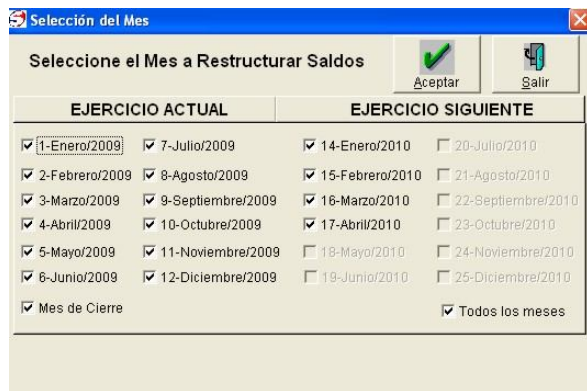 Selección del Mes
Seleccione el Mes a Restructurar Saldos
Aceptar
Salir
EJERCICIO ACTUAL
EJERCICIO SIGUIENTE
1-Enero/2009 7-Julio/2009 14-Enero/2010 20-Julio/2010
2-Febrero/2009 8-Agosto/2009 15-Febrero/2010 21-Agosto/2010
3-Marzo/2009 9-Septiembre/2009 16-Marzo/2010 22-Septiembre/2010
4-Abril/2009 10-Octubre/2009 17-Abril/2010 23-Octubre/2010
5-Mayo/2009 11-Noviembre/2009 18-Mayo/2010 24-Noviembre/2010
6-Junio/2009 12-Diciembre/2009 19-Junio/2010 25-Diciembre/2010
Mes de Cierre Todos los meses